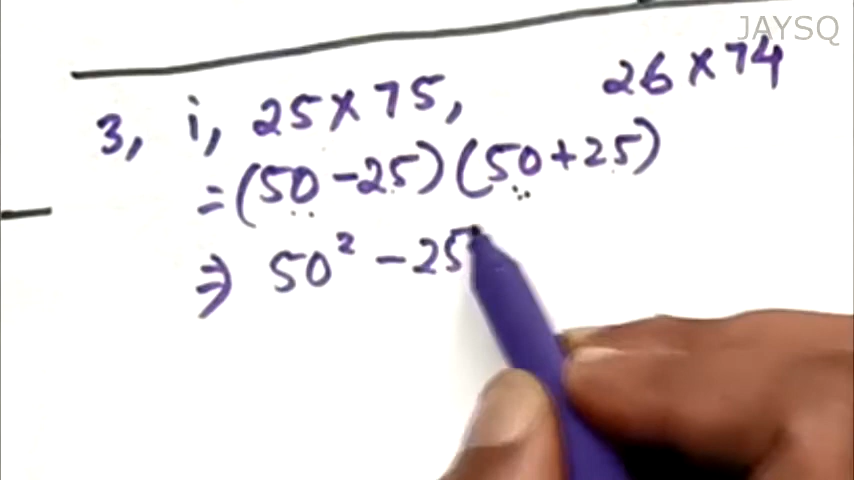 JAYSQ
3, i, 25 × 75, 26 × 74
= (50 - 25) (50 + 25)
⇒ 50² - 25